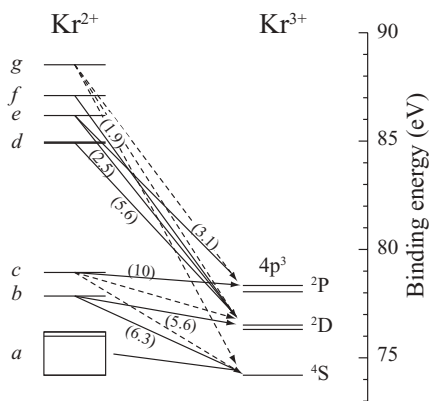 Kr2+ Kr3+
90
g
f
(1.9)
e
85
d
(2.5)
(5.6)
Binding energy (eV)
(3.1)
80
4p3
c
(10)
2P
b
(5.6)
2D
(6.3)
a
75
4S